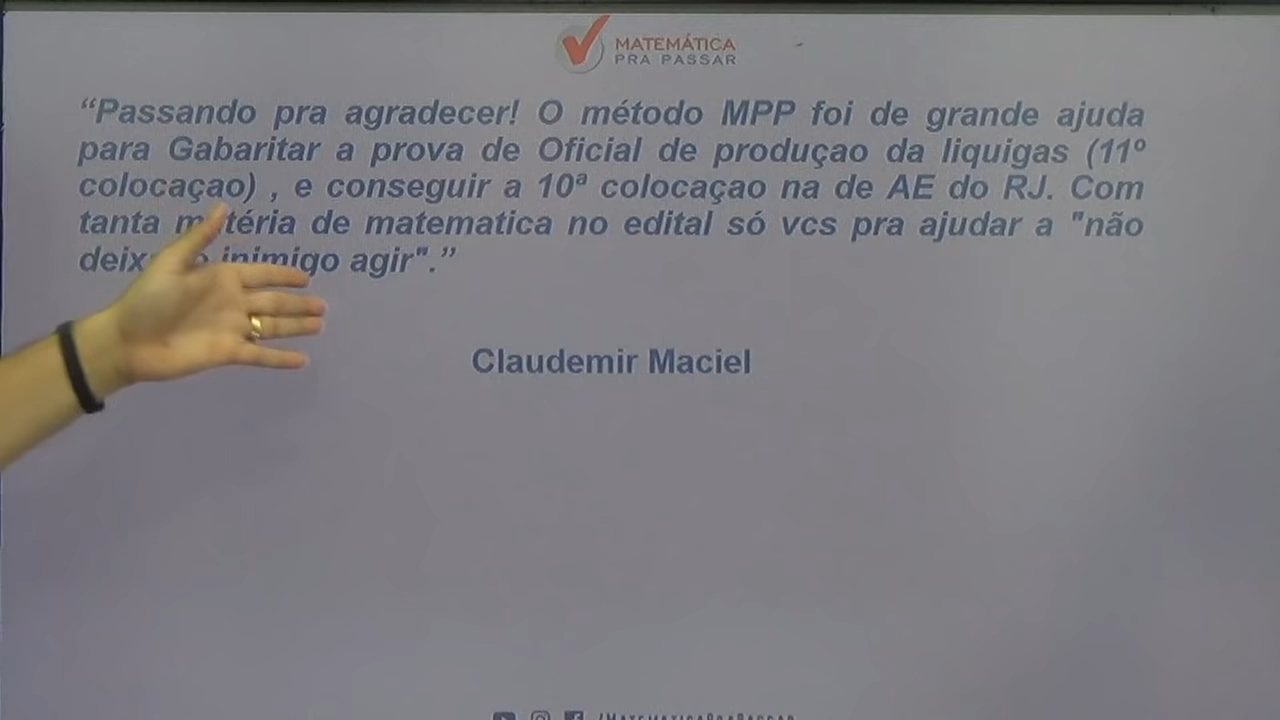 MATEMÁTICA
PRA PASSAR
“Passando pra agradecer! O método MPP foi de grande ajuda
para Gabaritar a prova de Oficial de produçao da liquigas (11º
colocaçao) , e conseguir a 10ª colocaçao na de AE do RJ. Com
tanta matéria de matematica no edital só vcs pra ajudar a "não
inimigo agir".”
Claudemir Maciel
/MATEMATICAPRAPASSAR